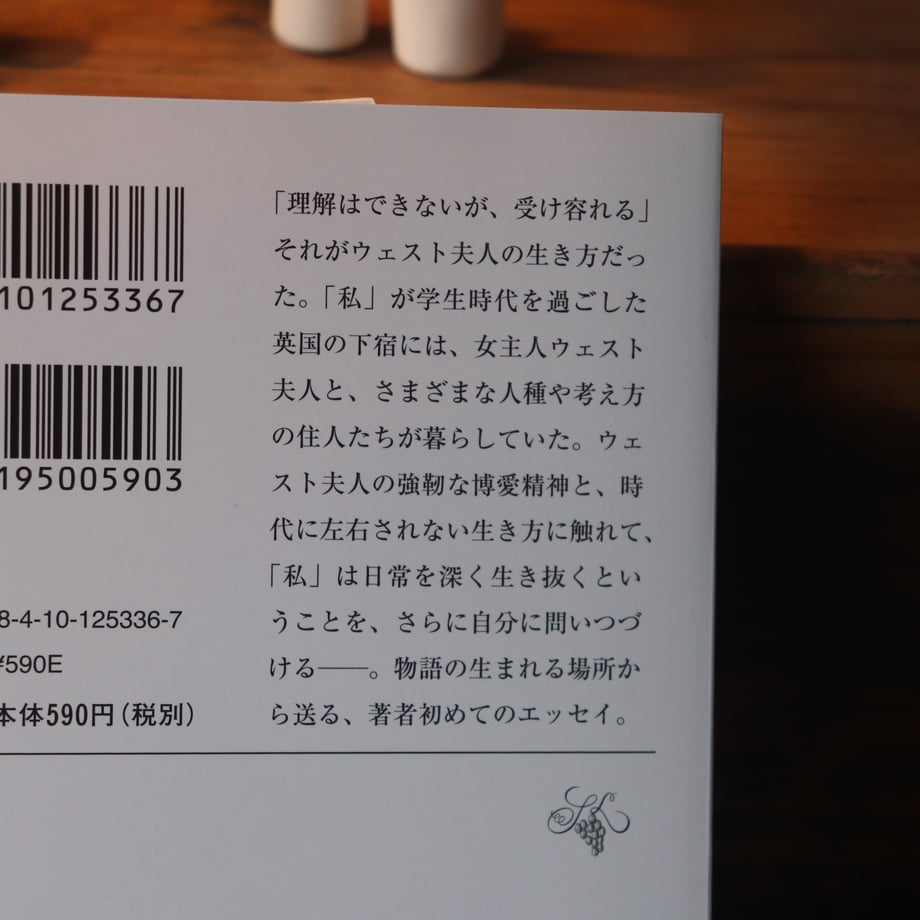 101253367
195005903
8-4-10-125336-7
¥590E
本体590円(税別)
「理解はできないが、受け容れる」
それがウェスト夫人の生き方だっ
た。「私」が学生時代を過ごした
英国の下宿には、女主人ウェスト
夫人と、さまざまな人種や考え方
の住人たちが暮らしていた。ウェ
スト夫人の強靭な博愛精神と、時
代に左右されない生き方に触れて、
「私」は日常を深く生き抜くとい
うことを、さらに自分に問いつづ
ける——。物語の生まれる場所か
ら送る、著者初めてのエッセイ。